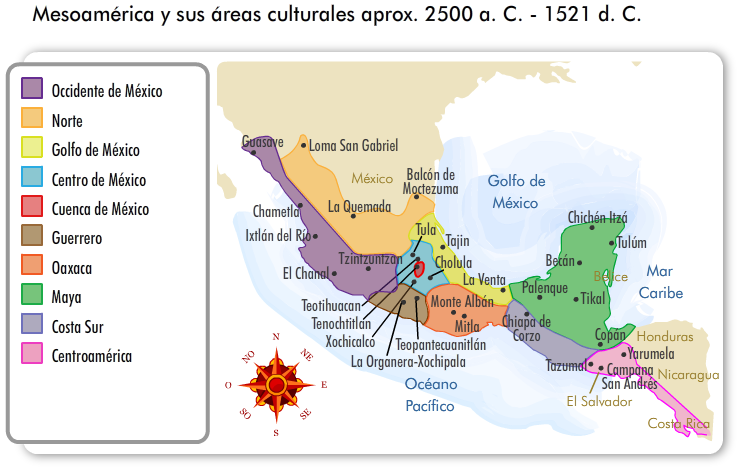 Mesoamérica y sus áreas culturales aprox. 2500 a. C. - 1521 d. C.
Occidente de México
Norte
Golfo de México
Centro de México
Cuenca de México
Guerrero
Oaxaca
Maya
Costa Sur
Centroamérica
Guasave
Loma San Gabriel
México
Balcón de
Moctezuma
Golfo de
México
La Quemada
Chametla
Ixtlán del Río
Tula
Tajin
Chichén Itzá
Tulúm
Tzintzuntzan
Cholula
El Chanal
La Venta
Becán
Belice
Mar
Caribe
Palenque
Tikal
Teotihuacan
Tenochtitlán
Xochicalco
Monte Albán
Mitla
Chiapa de
Corzo
Teopantecuanitlán
La Organera-Xochipala
Copán
Honduras
Yarumela
Tazumal
Campana
San Andrés
Nicaragua
El Salvador
Costa Rica
Océano
Pacífico
N
NE
E
SE
S
SO
O
NO